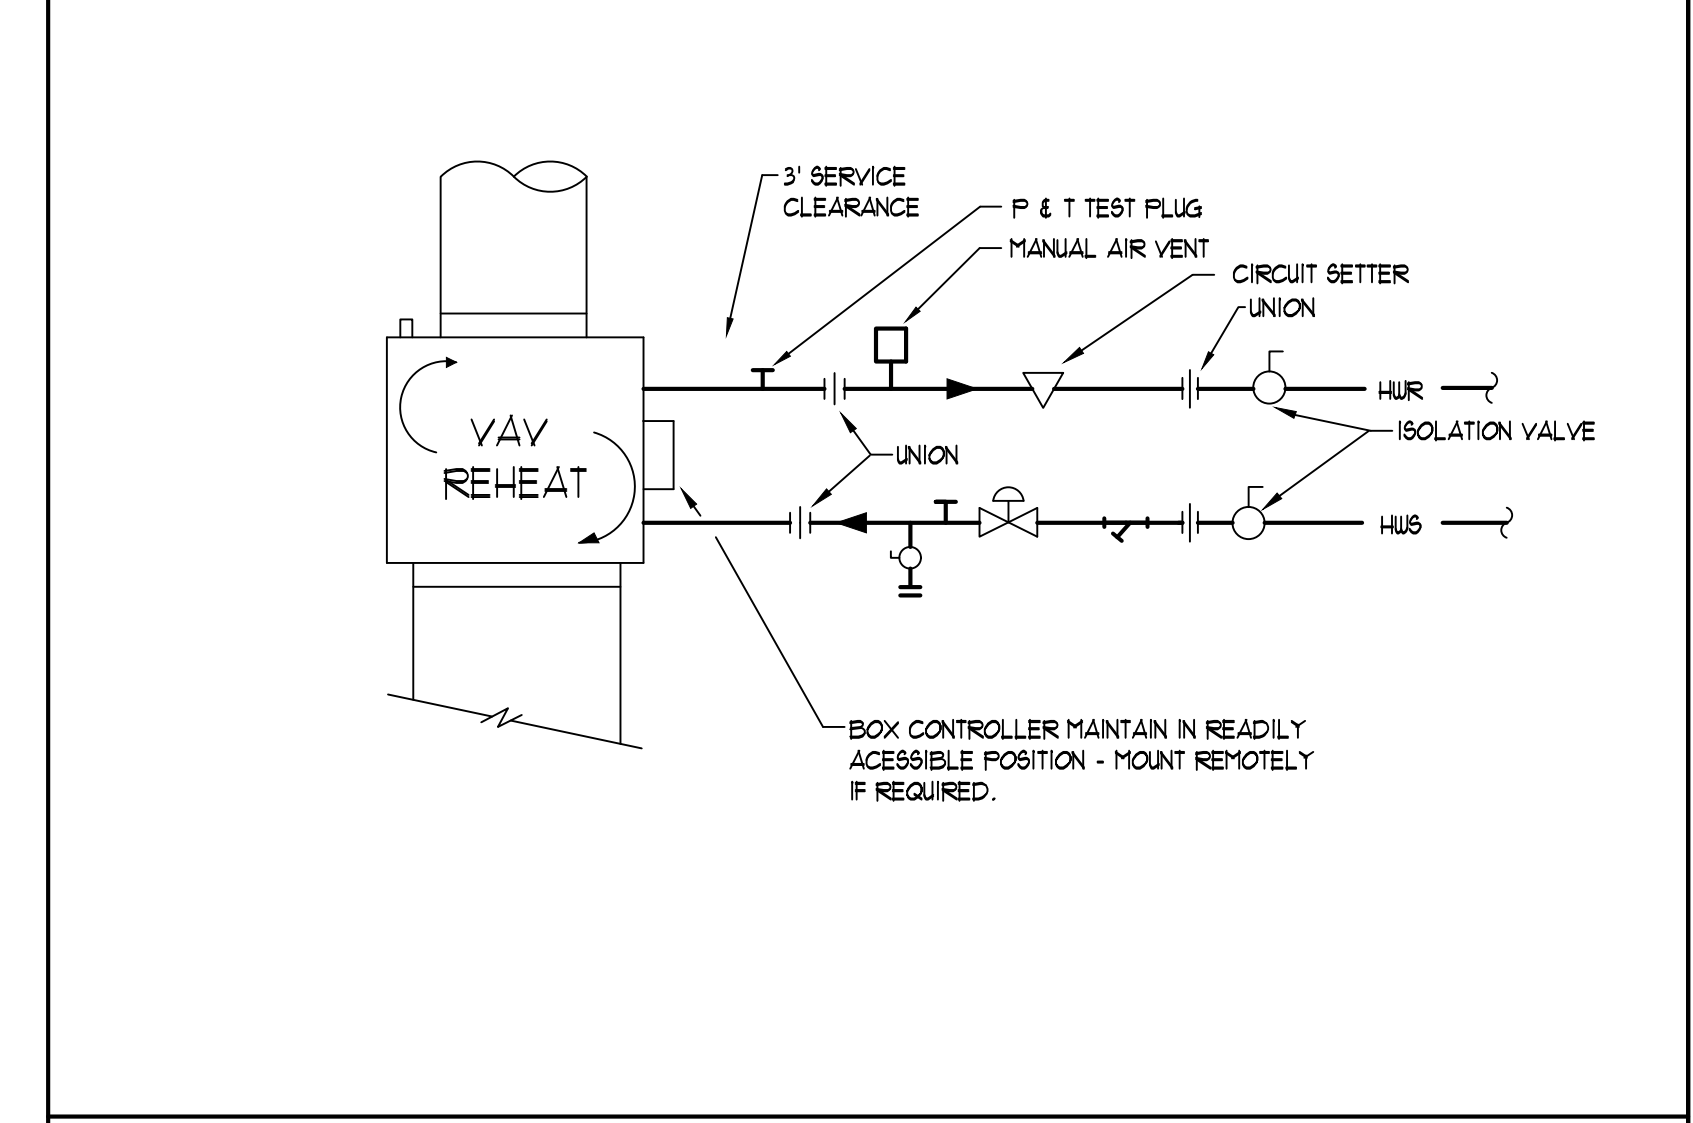 3' SERVICE
CLEARANCE
P & T TEST PLUG
MANUAL AIR VENT
CIRCUIT SETTER
UNION
HWR
ISOLATION VALVE
VAV
REHEAT
UNION
HWS
BOX CONTROLLER MAINTAIN IN READILY
ACESSIBLE POSITION - MOUNT REMOTELY
IF REQUIRED.